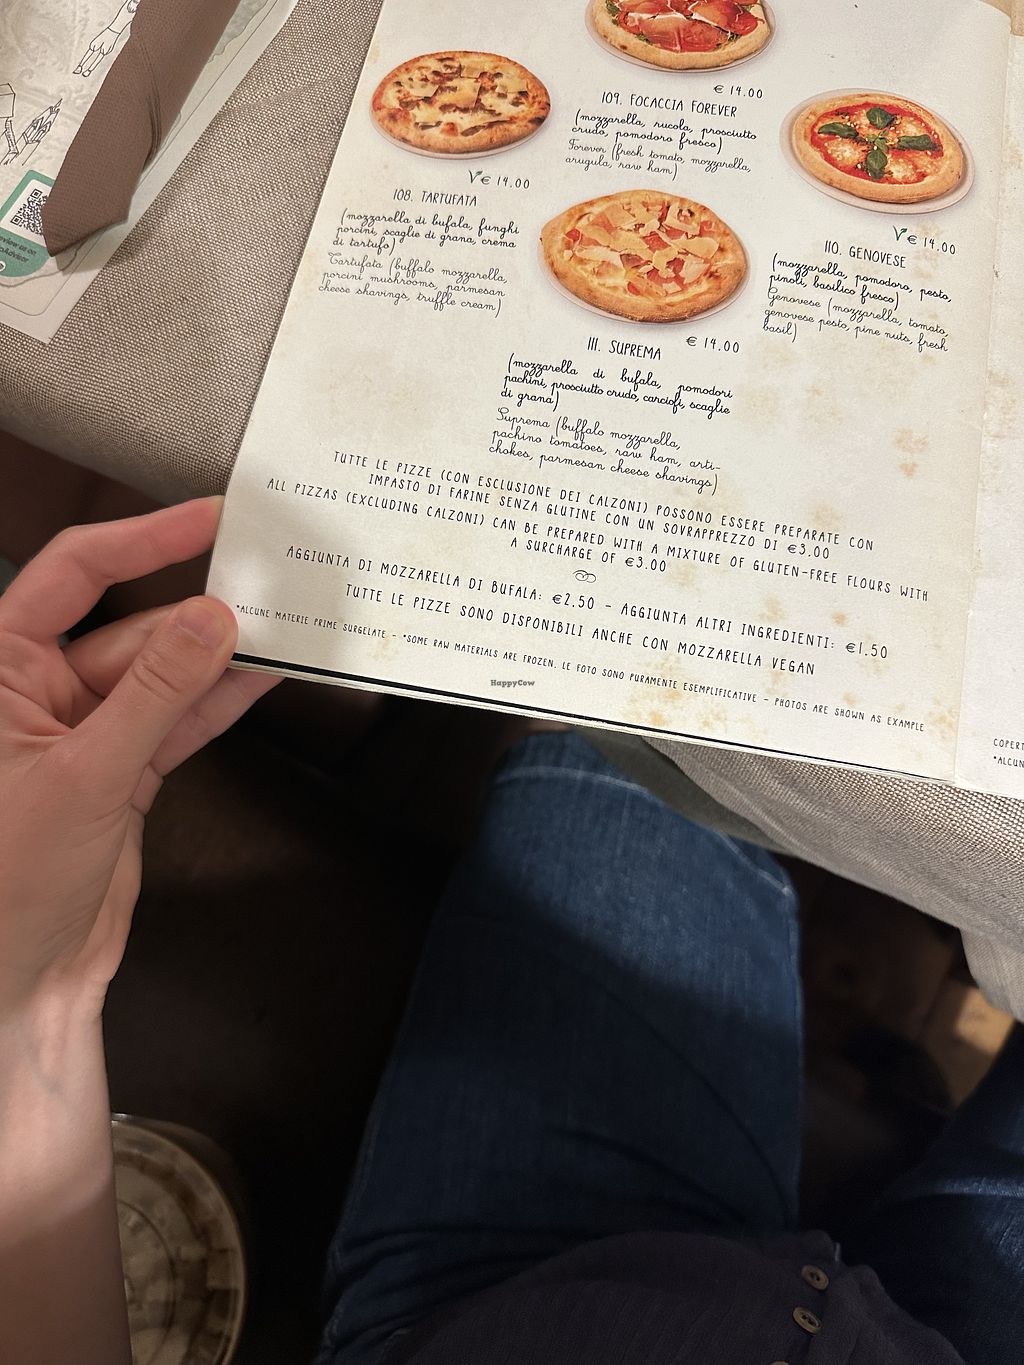 € 14.00
109. FOCACCIA FOREVER
(mozzarella, rucola, prosciutto
crudo, pomodoro fresco)
Forever (fresh tomato, mozzarella,
arugula, raw ham)
V€ 14.00
108. TARTUFATA
(mozzarella di bufala, funghi
porcini, scaglie di grana, crema
di tartufo)
Tartufata (buffalo mozzarella,
porcini mushrooms, parmesan
cheese shavings, truffle cream)
V€ 14.00
110. GENOVESE
(mozzarella, pomodoro, pesto,
pinoli, basilico fresco)
Genovese (mozzarella, tomato,
genovese pesto, pine nuts, fresh
basil)
€ 14.00
111. SUPREMA
(mozzarella di bufala, pomodori
pachini, prosciutto crudo, carciofi, scaglie
di grana)
Suprema (buffalo mozzarella,
pachino tomatoes, raw ham, arti-
chokes, parmesan cheese shavings)
TUTTE LE PIZZE (CON ESCLUSIONE DEI CALZONI) POSSONO ESSERE PREPARATE CON
IMPASTO DI FARINE SENZA GLUTINE CON UN SOVRAPPREZZO DI €3.00
ALL PIZZAS (EXCLUDING CALZONI) CAN BE PREPARED WITH A MIXTURE OF GLUTEN-FREE FLOURS WITH
A SURCHARGE OF €3.00
AGGIUNTA DI MOZZARELLA DI BUFALA: €2.50 - AGGIUNTA ALTRI INGREDIENTI: €1.50
TUTTE LE PIZZE SONO DISPONIBILI ANCHE CON MOZZARELLA VEGAN
*ALCUNE MATERIE PRIME SURGELATE - *SOME RAW MATERIALS ARE FROZEN. LE FOTO SONO PURAMENTE ESEMPLIFICATIVE - PHOTOS ARE SHOWN AS EXAMPLE
HappyCow
COPERT
*ALCUN
review us on